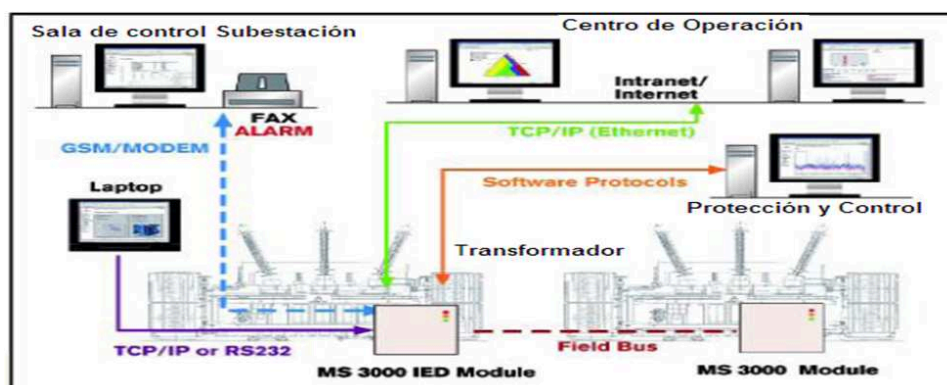 Sala de control Subestación
Centro de Operación
Intranet/
Internet
FAX
ALARM
TCP/IP (Ethernet)
GSM/MODEM
Laptop
Software Protocols
Protección y Control
Transformador
TCP/IP or RS232
Field Bus
MS 3000 IED Module
MS 3000 Module